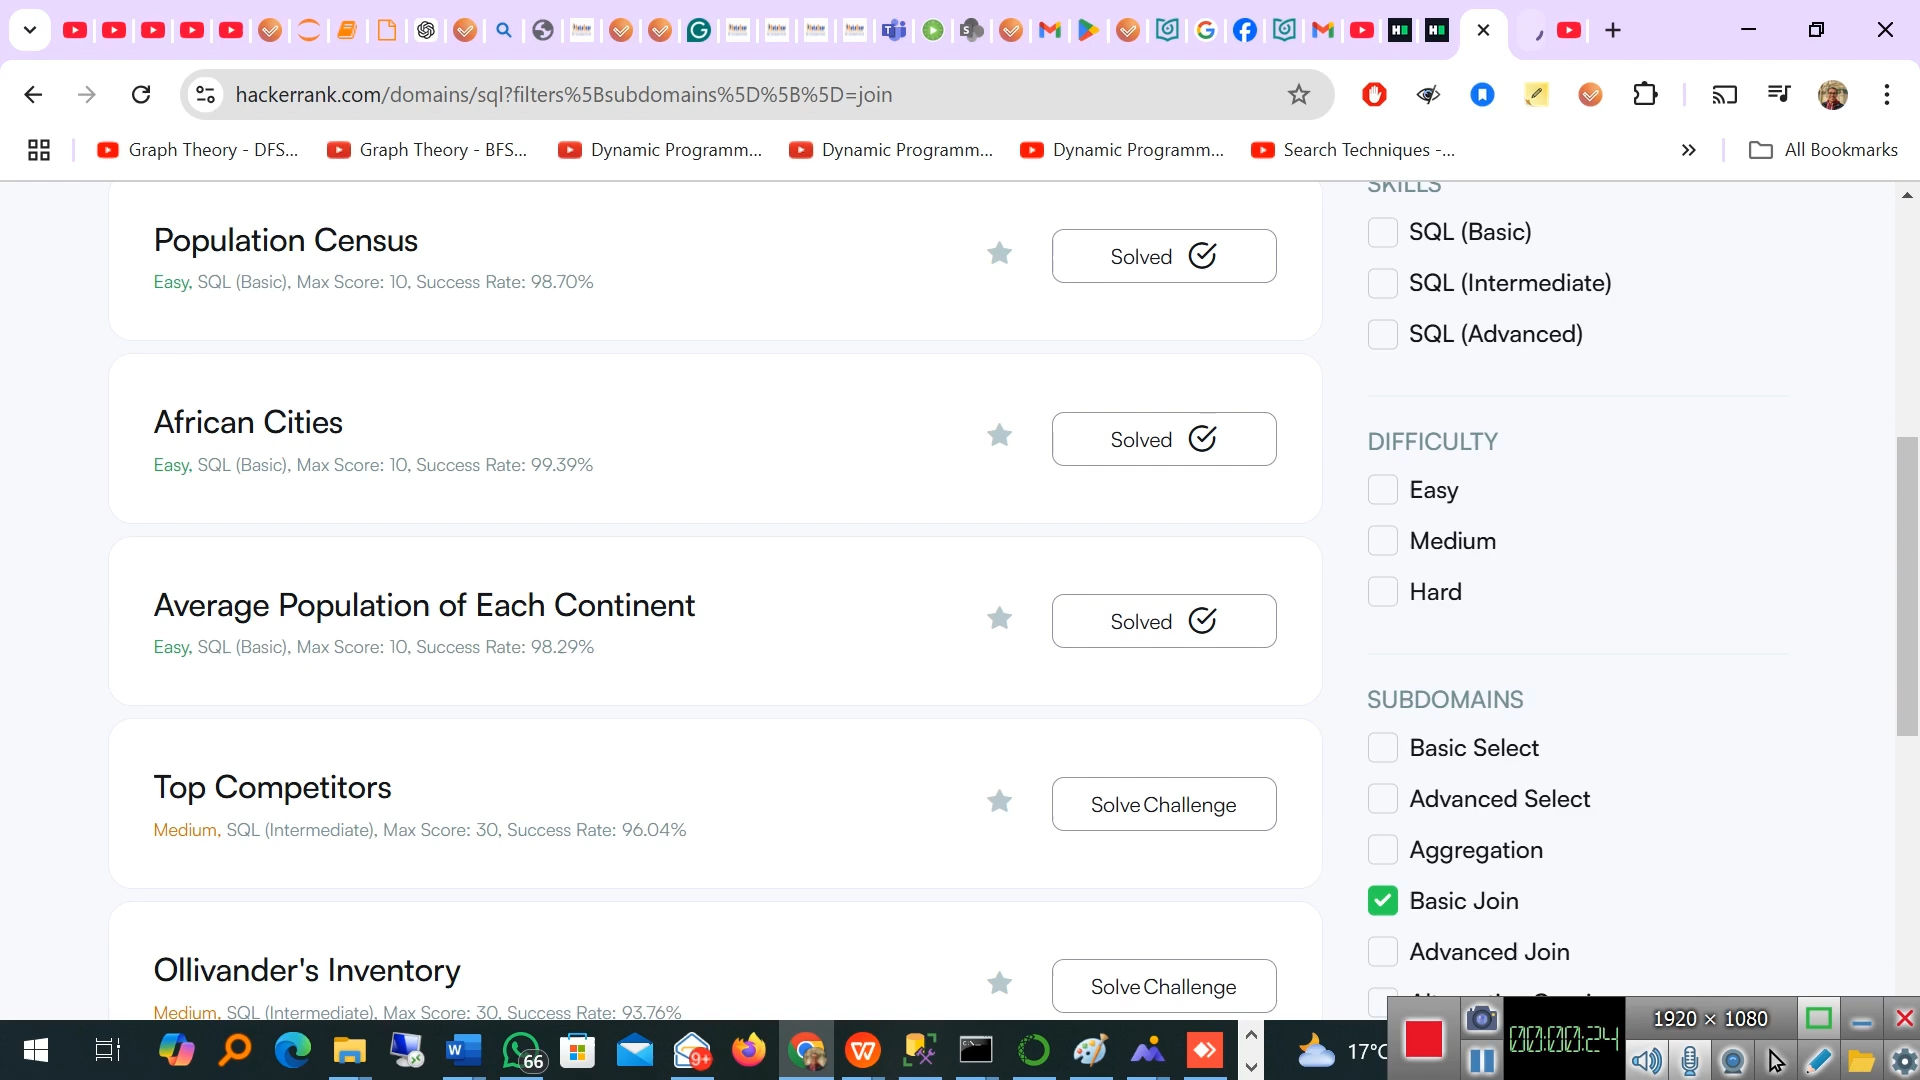 hackerrank.com/domains/sql?filters%5Bsubdomains%5D%5B%5D=join
Graph Theory - DFS...
Graph Theory - BFS...
Dynamic Programm...
Dynamic Programm...
Dynamic Programm...
Search Techniques -...
All Bookmarks
Population Census
Easy, SQL (Basic), Max Score: 10, Success Rate: 98.70%
Solved
African Cities
Easy, SQL (Basic), Max Score: 10, Success Rate: 99.39%
Solved
Average Population of Each Continent
Easy, SQL (Basic), Max Score: 10, Success Rate: 98.29%
Solved
Top Competitors
Medium, SQL (Intermediate), Max Score: 30, Success Rate: 96.04%
Solve Challenge
Ollivander's Inventory
Medium, SQL (Intermediate), Max Score: 30, Success Rate: 93.76%
Solve Challenge
SKILLS
SQL (Basic)
SQL (Intermediate)
SQL (Advanced)
DIFFICULTY
Easy
Medium
Hard
SUBDOMAINS
Basic Select
Advanced Select
Aggregation
Basic Join
Advanced Join
1920 × 1080
000:00:24
66
9+
17°C